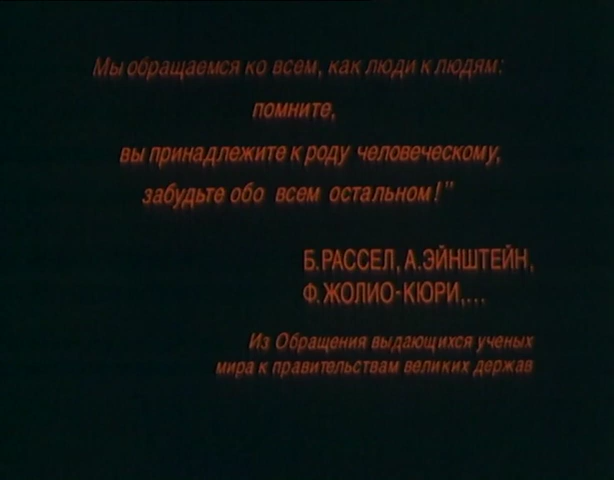 Мы обращаемся ко всем, как люди к людям:
помните,
вы принадлежите к роду человеческому,
забудьте обо всем остальном!"
Б.РАССЕЛ, А.ЭЙНШТЕЙН,
Ф.ЖОЛИО-КЮРИ,...
Из Обращения выдающихся ученых
мира к правительствам великих держав